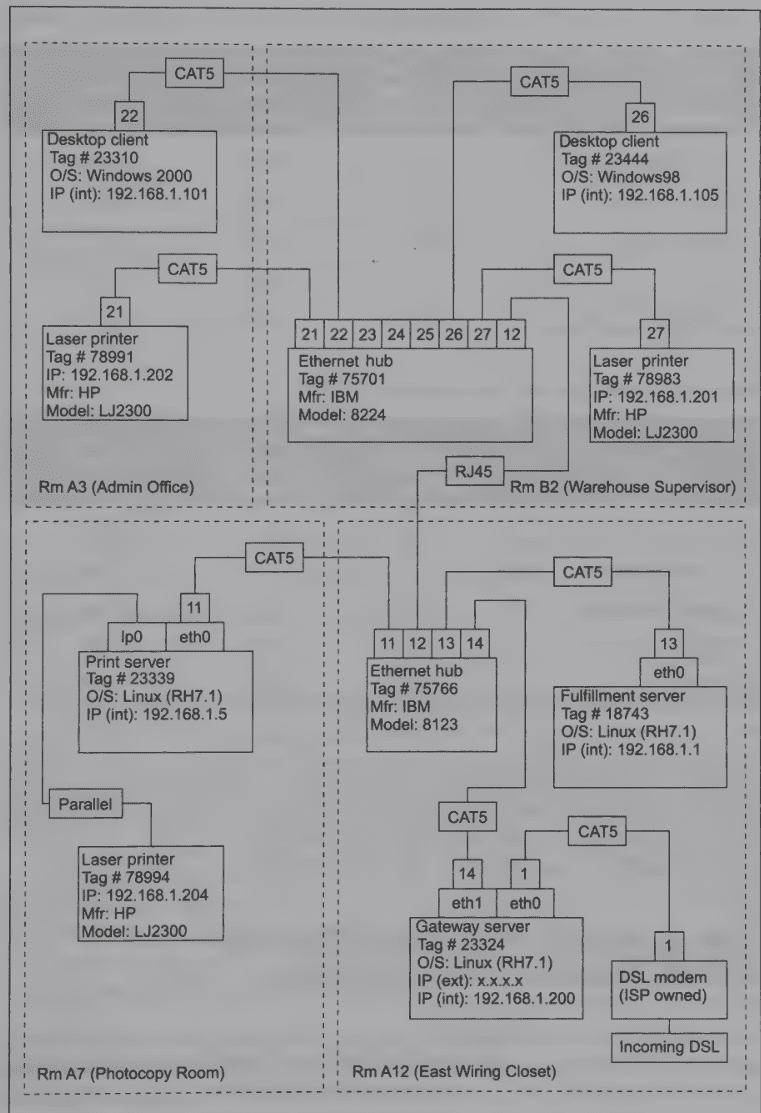 CAT5
22
Desktop client
Tag # 23310
O/S: Windows 2000
IP (int): 192.168.1.101
CAT5
21
Laser printer
Tag # 78991
IP: 192.168.1.202
Mfr: HP
Model: LJ2300
Rm A3 (Admin Office)
CAT5
26
Desktop client
Tag # 23444
O/S: Windows98
IP (int): 192.168.1.105
CAT5
21 22 23 24 25 26 27 12
Ethernet hub
Tag # 75701
Mfr: IBM
Model: 8224
27
Laser printer
Tag # 78983
IP: 192.168.1.201
Mfr: HP
Model: LJ2300
RJ45
Rm B2 (Warehouse Supervisor)
CAT5
11
lp0 eth0
Print server
Tag # 23339
O/S: Linux (RH7.1)
IP (int): 192.168.1.5
Parallel
Laser printer
Tag # 78994
IP: 192.168.1.204
Mfr: HP
Model: LJ2300
Rm A7 (Photocopy Room)
CAT5
11 12 13 14
Ethernet hub
Tag # 75766
Mfr: IBM
Model: 8123
13
eth0
Fulfillment server
Tag # 18743
O/S: Linux (RH7.1)
IP (int): 192.168.1.1
CAT5
CAT5
14 1
eth1 eth0
Gateway server
Tag # 23324
O/S: Linux (RH7.1)
IP (ext): x.x.x.x
IP (int): 192.168.1.200
1
DSL modem
(ISP owned)
Incoming DSL
Rm A12 (East Wiring Closet)